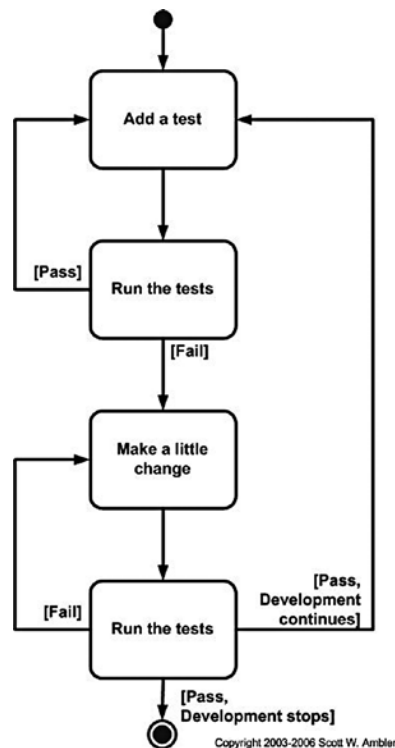 Add a test
[Pass]
Run the tests
[Fail]
Make a little
change
[Fail]
Run the tests
[Pass,
Development
continues]
[Pass,
Development stops]
Copyright 2003-2006 Scott W. Ambler